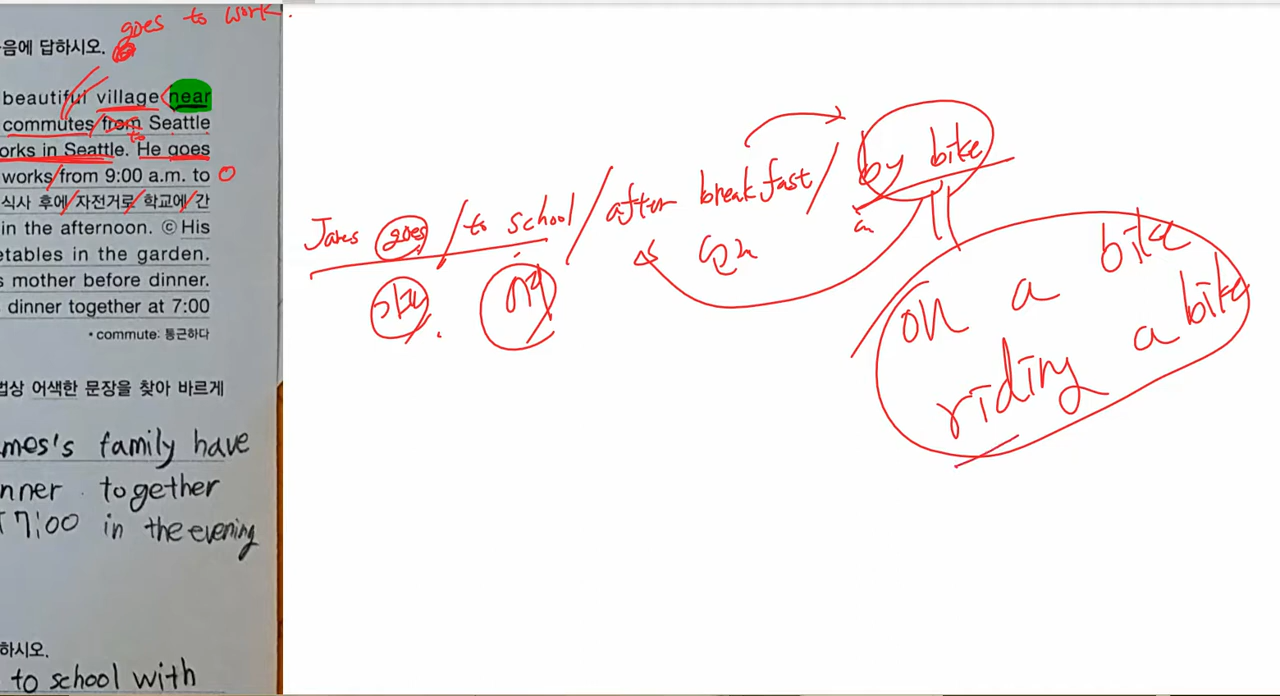 goes to work.
음에 답하시오.
beautiful village near
commutes from Seattle
to
orks in Seattle. He goes
works from 9:00 a.m. to
식사 후에/자전거로/학교에/간
in the afternoon. ⓒ His
etables in the garden.
s mother before dinner.
dinner together at 7:00
• commute: 통근하다
법상 어색한 문장을 찾아 바르게
mes's family have
nner together
7:00 in the evening
하시오.
to school with
James goes / to school / after breakfast / by bike
on a bike
riding a bike